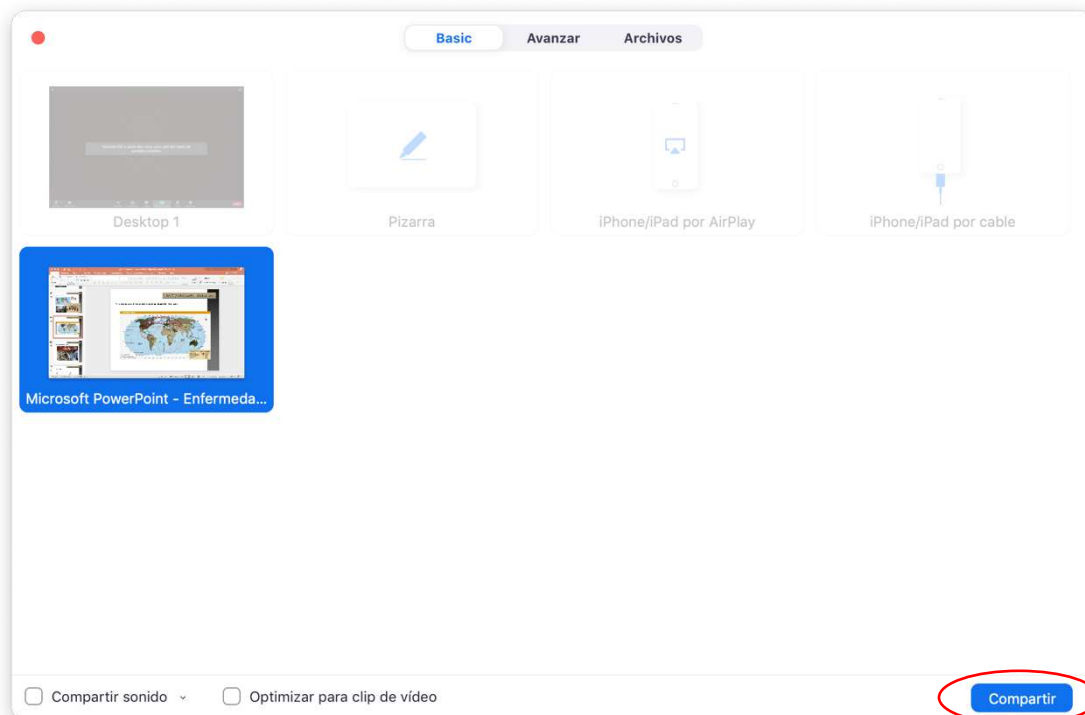 Basic Avanzar Archivos
Desktop 1 Pizarra iPhone/iPad por AirPlay iPhone/iPad por cable
Microsoft PowerPoint - Enfermeda...
Compartir sonido Optimizar para clip de vídeo Compartir